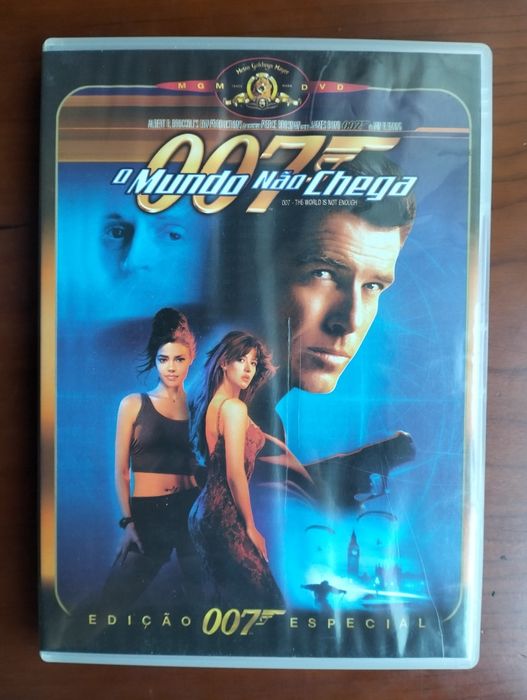 Metro Goldwyn Mayer
MGM DVD
ALBERT R. BROCCOLI'S EON PRODUCTIONS PIERCE BROSNAN JAMES BOND 007
007
O Mundo Não Chega
007 - THE WORLD IS NOT ENOUGH
EDIÇÃO 007 ESPECIAL